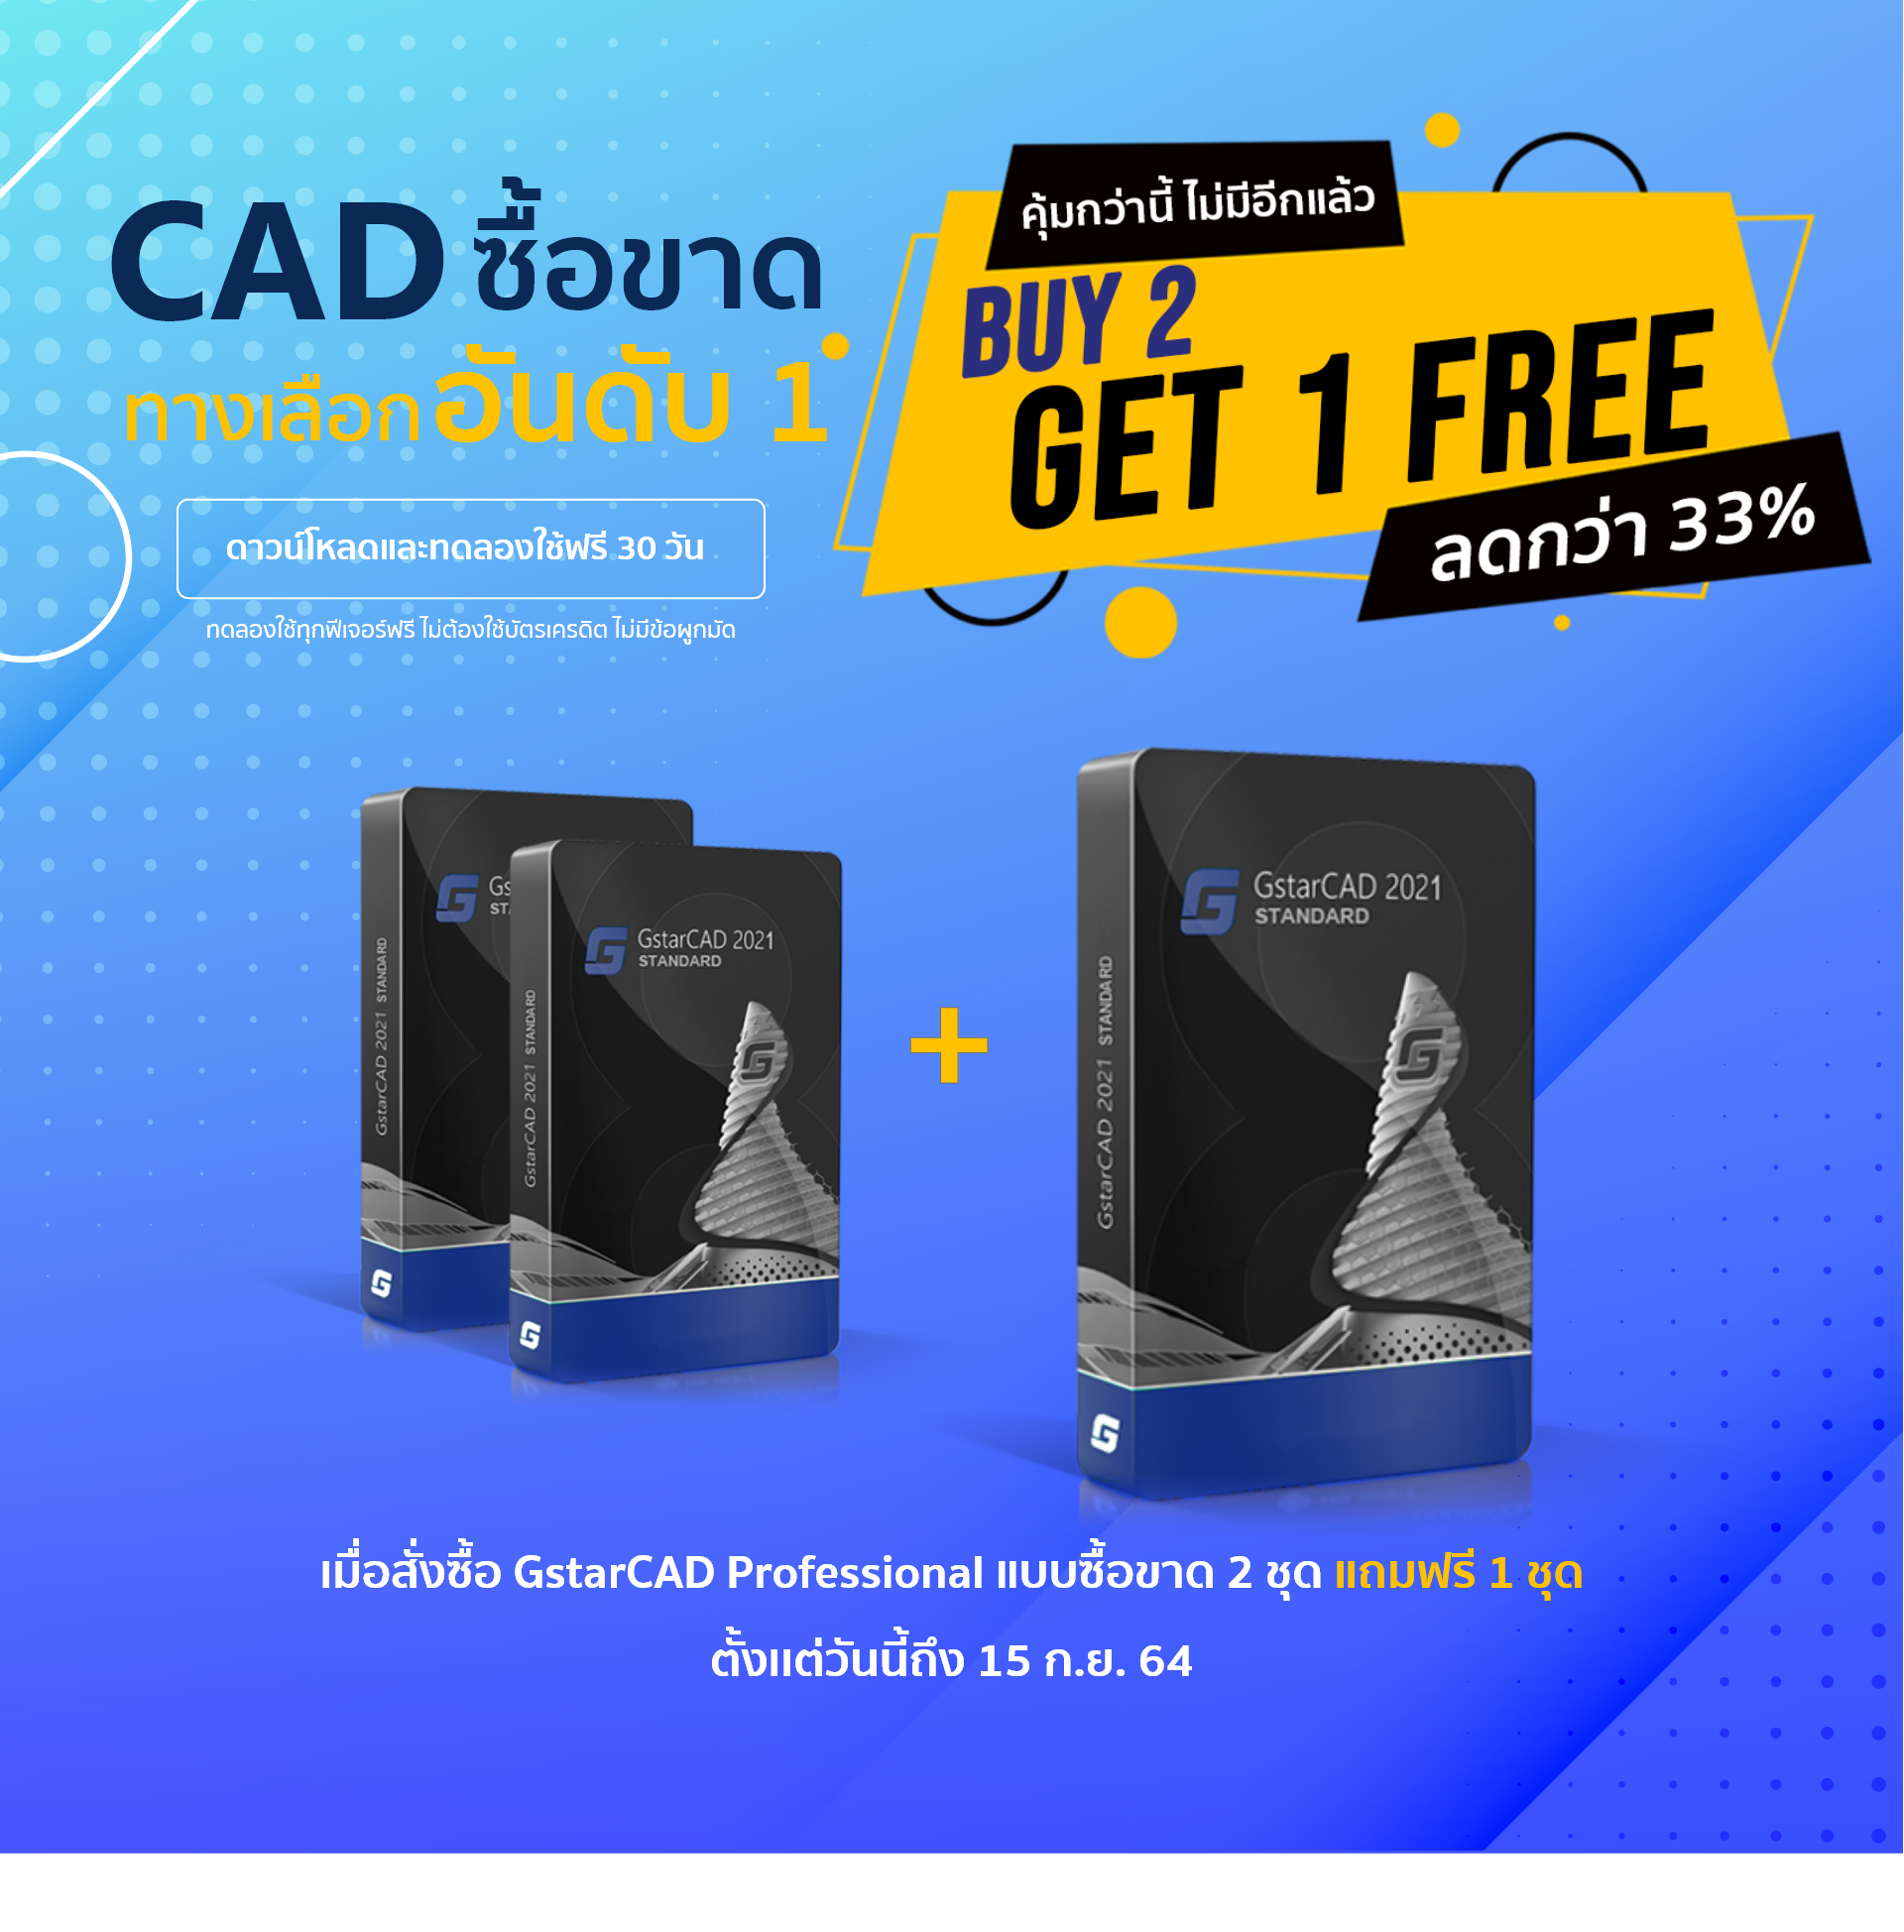 CAD ซื้อขาด
ทางเลือก อันดับ 1
ดาวน์โหลดและทดลองใช้ฟรี 30 วัน
ทดลองใช้ทุกฟีเจอร์ฟรี ไม่ต้องใช้บัตรเครดิต ไม่มีข้อผูกมัด
คุ้มกว่านี้ ไม่มีอีกแล้ว
BUY 2
GET 1 FREE
ลดกว่า 33%
Gs
ST
GstarCAD 2021 STANDARD
G
GstarCAD 2021
STANDARD
GstarCAD 2021 STANDARD
G
+
GstarCAD 2021
STANDARD
GstarCAD 2021 STANDARD
G
เมื่อสั่งซื้อ GstarCAD Professional แบบซื้อขาด 2 ชุด แถมฟรี 1 ชุด
ตั้งแต่วันนี้ถึง 15 ก.ย. 64